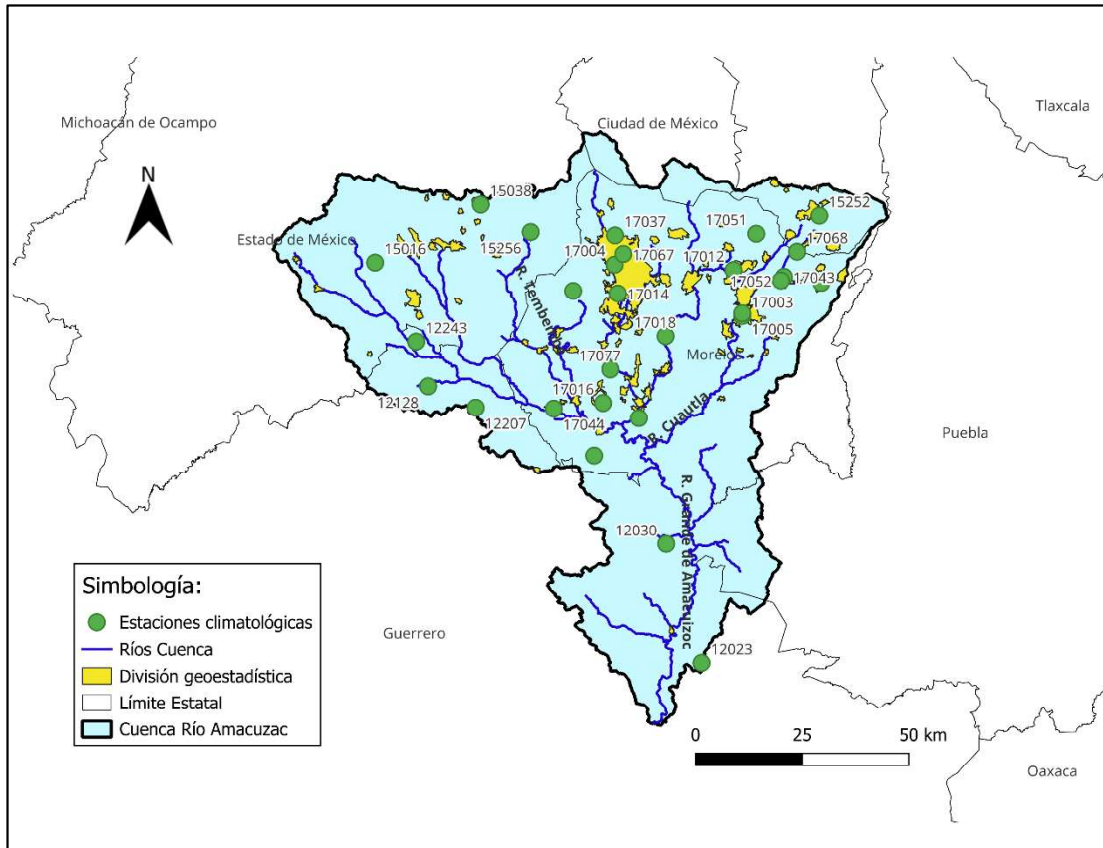 Tlaxcala
Michoacán de Ocampo
Ciudad de México
N
15038
15252
17037
17051
Estado de México
15016
15256
17004
17067
17012
17068
17052
17043
17014
17003
R. Tembembe
17018
17005
12243
Morelos
17077
12128
17016
12207
17044
R. Cuautla
Puebla
R. Grande de Amacuizoc
12030
Simbología:
Estaciones climatológicas
Ríos Cuenca
División geoestadística
Límite Estatal
Cuenca Río Amacuzac
Guerrero
12023
0 25 50 km
Oaxaca